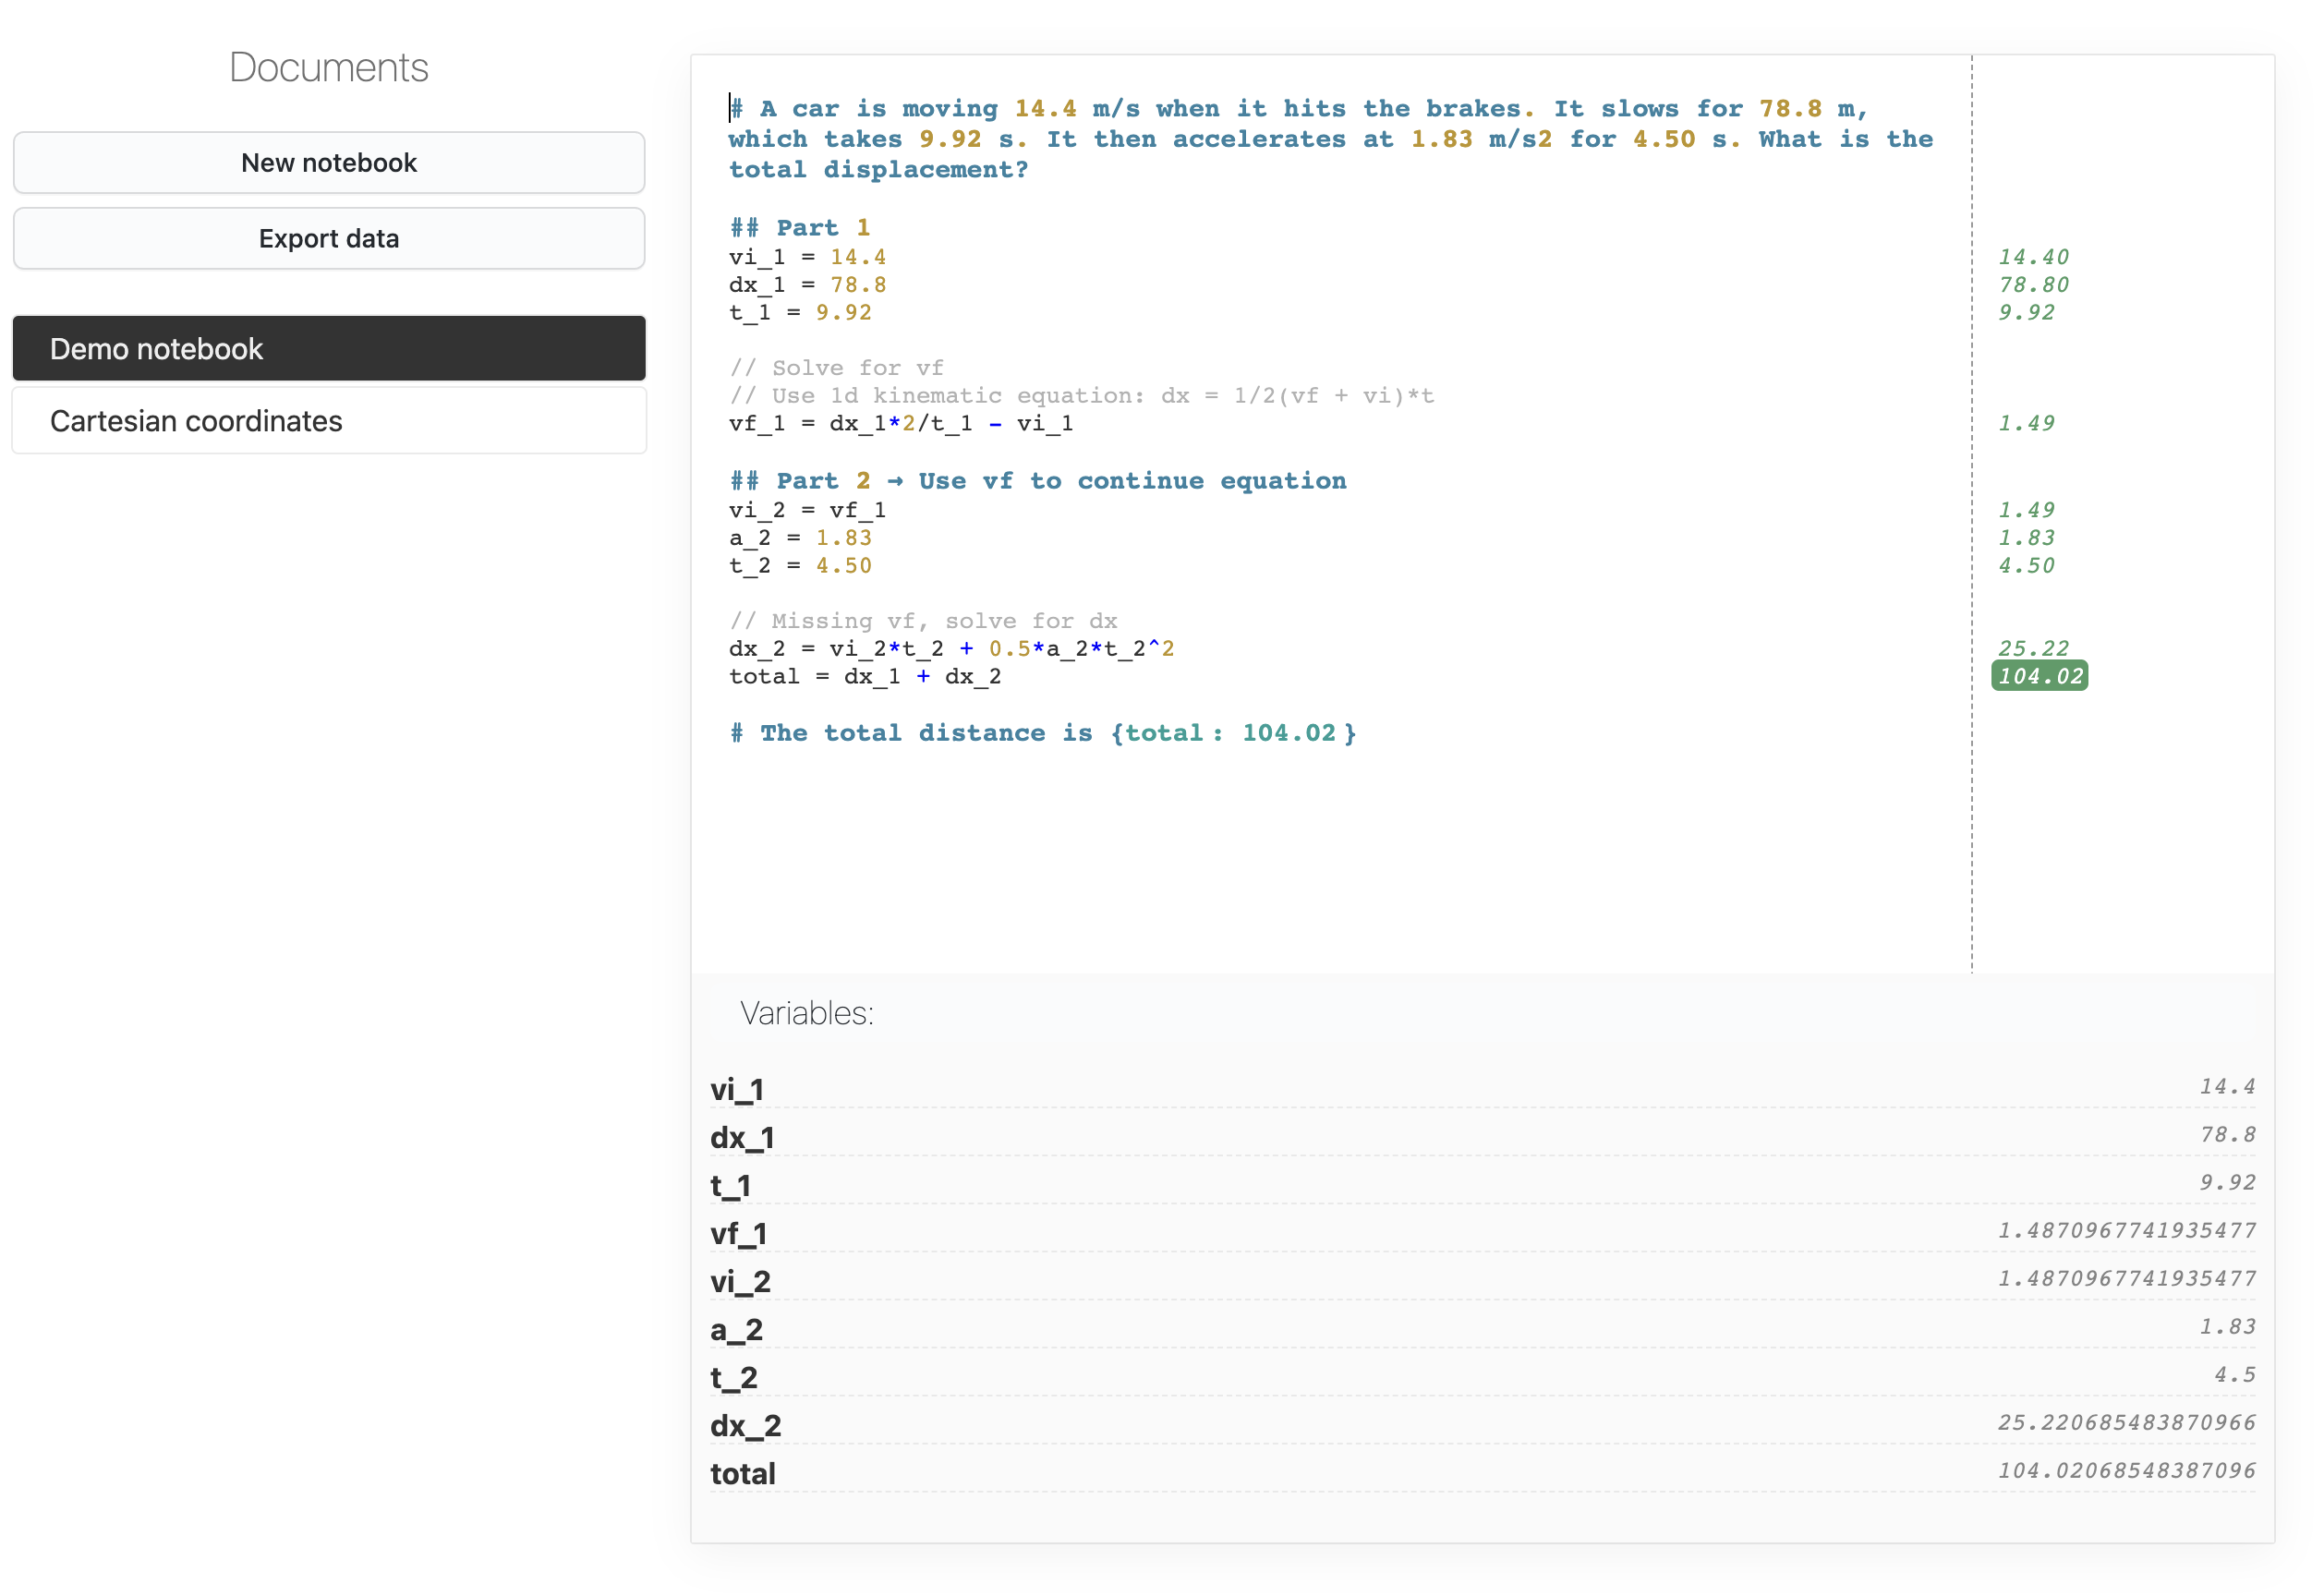 Documents
New notebook
Export data
Demo notebook
Cartesian coordinates
# A car is moving 14.4 m/s when it hits the brakes. It slows for 78.8 m,
which takes 9.92 s. It then accelerates at 1.83 m/s2 for 4.50 s. What is the
total displacement?
## Part 1
vi_1 = 14.4 14.40
dx_1 = 78.8 78.80
t_1 = 9.92 9.92
// Solve for vf
// Use 1d kinematic equation: dx = 1/2(vf + vi)*t
vf_1 = dx_1*2/t_1 - vi_1 1.49
## Part 2 → Use vf to continue equation
vi_2 = vf_1 1.49
a_2 = 1.83 1.83
t_2 = 4.50 4.50
// Missing vf, solve for dx
dx_2 = vi_2*t_2 + 0.5*a_2*t_2^2 25.22
total = dx_1 + dx_2 104.02
# The total distance is {total: 104.02}
Variables:
vi_1 14.4
dx_1 78.8
t_1 9.92
vf_1 1.4870967741935477
vi_2 1.4870967741935477
a_2 1.83
t_2 4.5
dx_2 25.220685483870966
total 104.02068548387096